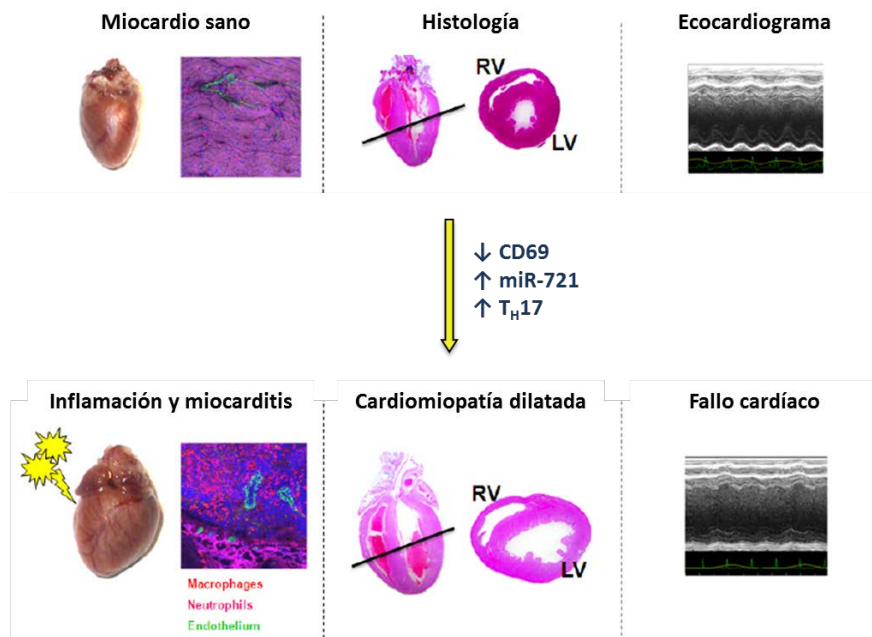 Miocardio sano
Histología
Ecocardiograma
RV
LV
↓ CD69
↑ miR-721
↑ TH17
Inflamación y miocarditis
Cardiomiopatía dilatada
Fallo cardíaco
RV
LV
Macrophages
Neutrophils
Endothelium